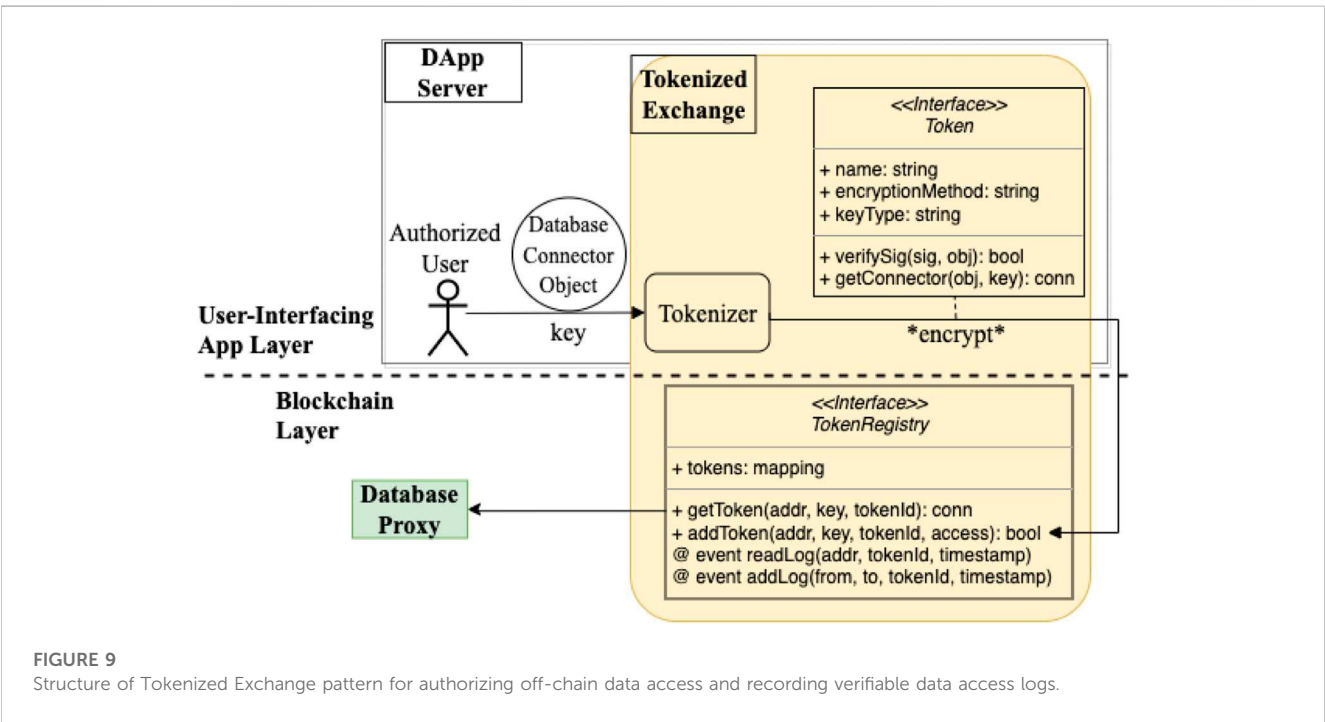 DApp
Server
Tokenized
Exchange
<<Interface>>
Token
+ name: string
+ encryptionMethod: string
+ keyType: string
+ verifySig(sig, obj): bool
+ getConnector(obj, key): conn
Authorized
User
Database
Connector
Object
key
Tokenizer
*encrypt*
User-Interfacing
App Layer
Blockchain
Layer
<<Interface>>
TokenRegistry
+ tokens: mapping
+ getToken(addr, key, tokenId): conn
+ addToken(addr, key, tokenId, access): bool
@ event readLog(addr, tokenId, timestamp)
@ event addLog(from, to, tokenId, timestamp)
Database
Proxy
FIGURE 9
Structure of Tokenized Exchange pattern for authorizing off-chain data access and recording verifiable data access logs.